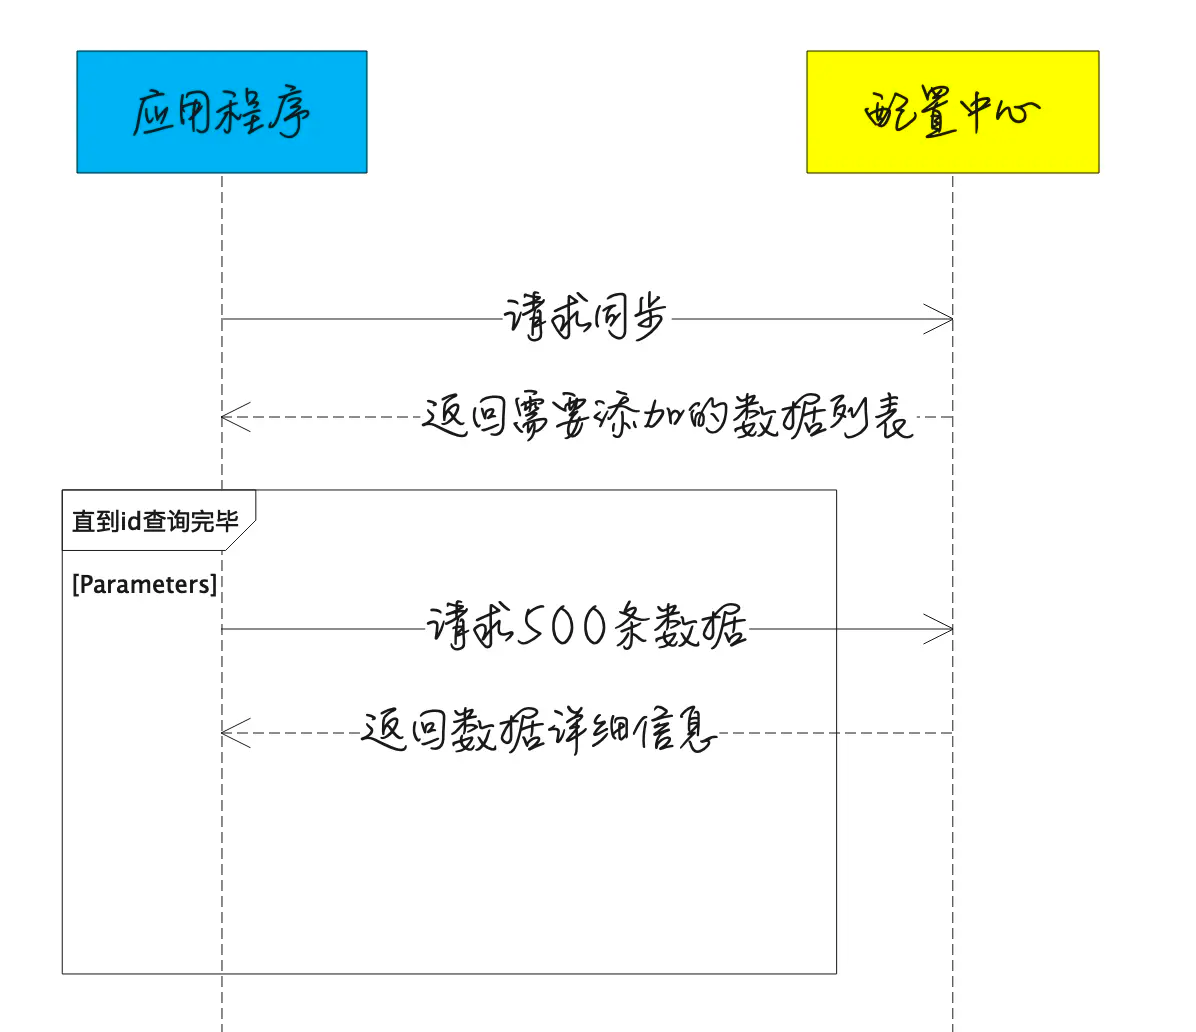 应用程序
配置中心
请求同步
返回需要添加的数据列表
直到id查询完毕
[Parameters]
请求500条数据
返回数据详细信息